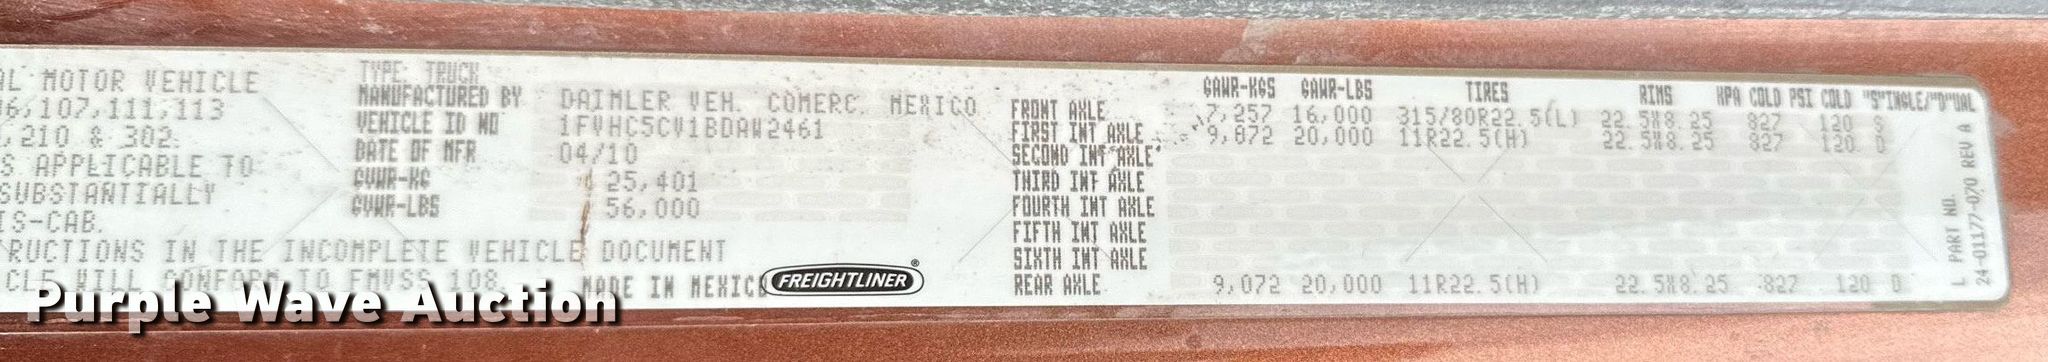 AL MOTOR VEHICLE
06,107,111,113
,210 & 302.
S APPLICABLE TO
SUBSTANTIALLY
IS-CAB.
RUCTIONS IN THE INCOMPLETE VEHICLE DOCUMENT
CLE WILL CONFORM TO FMVSS 108.
TYPE: TRUCK
MANUFACTURED BY DAIMLER VEH. COMERC. MEXICO
VEHICLE ID NO 1FVHC5CV1BDAW2461
DATE OF MFR 04/10
GVWR-KG 25,401
GVWR-LBS 56,000
MADE IN MEXICO FREIGHTLINER®
GAWR-KGS GAWR-LBS TIRES RIMS KPA COLD PSI COLD "S"INGLE/"D"UAL
FRONT AXLE 7,257 16,000 315/80R22.5(L) 22.5X8.25 827 120 S
FIRST INT AXLE 9,072 20,000 11R22.5(H) 22.5X8.25 827 120 D
SECOND INT AXLE
THIRD INT AXLE
FOURTH INT AXLE
FIFTH INT AXLE
SIXTH INT AXLE
REAR AXLE 9,072 20,000 11R22.5(H) 22.5X8.25 827 120 D
L PART NO.
24-01177-070 REV A
Purple Wave Auction